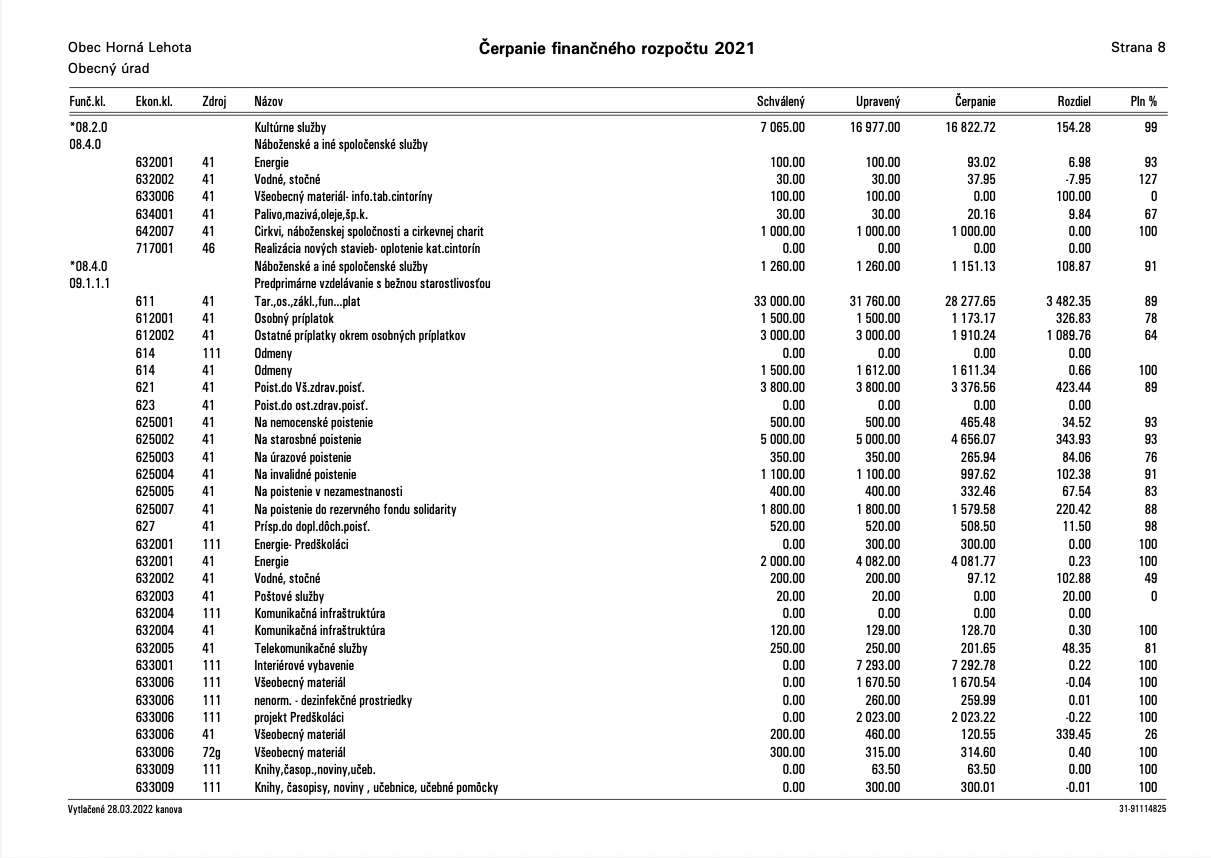 Obec Horná Lehota Čerpanie finančného rozpočtu 2021 Strana 8
Obecný úrad
Funč.kl. Ekon.kl. Zdroj Názov Schválený Upravený Čerpanie Rozdiel Pln %
*08.2.0 Kultúrne služby 7 065.00 16 977.00 16 822.72 154.28 99
08.4.0 Náboženské a iné spoločenské služby
632001 41 Energie 100.00 100.00 93.02 6.98 93
632002 41 Vodné, stočné 30.00 30.00 37.95 -7.95 127
633006 41 Všeobecný materiál- info.tab.cintoríny 100.00 100.00 0.00 100.00 0
634001 41 Palivo,mazivá,oleje,šp.k. 30.00 30.00 20.16 9.84 67
642007 41 Cirkvi, náboženskej spoločnosti a cirkevnej charit 1 000.00 1 000.00 1 000.00 0.00 100
717001 46 Realizácia nových stavieb- oplotenie kat.cintorín 0.00 0.00 0.00 0.00
*08.4.0 Náboženské a iné spoločenské služby 1 260.00 1 260.00 1 151.13 108.87 91
09.1.1.1 Predprimárne vzdelávanie s bežnou starostlivosťou
611 41 Tar.,os.,zákl.,fun...plat 33 000.00 31 760.00 28 277.65 3 482.35 89
612001 41 Osobný príplatok 1 500.00 1 500.00 1 173.17 326.83 78
612002 41 Ostatné príplatky okrem osobných príplatkov 3 000.00 3 000.00 1 910.24 1 089.76 64
614 111 Odmeny 0.00 0.00 0.00 0.00
614 41 Odmeny 1 500.00 1 612.00 1 611.34 0.66 100
621 41 Poist.do Vš.zdrav.poisť. 3 800.00 3 800.00 3 376.56 423.44 89
623 41 Poist.do ost.zdrav.poisť. 0.00 0.00 0.00 0.00
625001 41 Na nemocenské poistenie 500.00 500.00 465.48 34.52 93
625002 41 Na starosbné poistenie 5 000.00 5 000.00 4 656.07 343.93 93
625003 41 Na úrazové poistenie 350.00 350.00 265.94 84.06 76
625004 41 Na invalidné poistenie 1 100.00 1 100.00 997.62 102.38 91
625005 41 Na poistenie v nezamestnanosti 400.00 400.00 332.46 67.54 83
625007 41 Na poistenie do rezervného fondu solidarity 1 800.00 1 800.00 1 579.58 220.42 88
627 41 Prísp.do dopl.dôch.poisť. 520.00 520.00 508.50 11.50 98
632001 111 Energie- Predškoláci 0.00 300.00 300.00 0.00 100
632001 41 Energie 2 000.00 4 082.00 4 081.77 0.23 100
632002 41 Vodné, stočné 200.00 200.00 97.12 102.88 49
632003 41 Poštové služby 20.00 20.00 0.00 20.00 0
632004 111 Komunikačná infraštruktúra 0.00 0.00 0.00 0.00
632004 41 Komunikačná infraštruktúra 120.00 129.00 128.70 0.30 100
632005 41 Telekomunikačné služby 250.00 250.00 201.65 48.35 81
633001 111 Interiérové vybavenie 0.00 7 293.00 7 292.78 0.22 100
633006 111 Všeobecný materiál 0.00 1 670.50 1 670.54 -0.04 100
633006 111 nenorm. - dezinfekčné prostriedky 0.00 260.00 259.99 0.01 100
633006 111 projekt Predškoláci 0.00 2 023.00 2 023.22 -0.22 100
633006 41 Všeobecný materiál 200.00 460.00 120.55 339.45 26
633006 72g Všeobecný materiál 300.00 315.00 314.60 0.40 100
633009 111 Knihy,časop.,noviny,učeb. 0.00 63.50 63.50 0.00 100
633009 111 Knihy, časopisy, noviny , učebnice, učebné pomôcky 0.00 300.00 300.01 -0.01 100
Vytlačené 28.03.2022 kanova 31-91114825